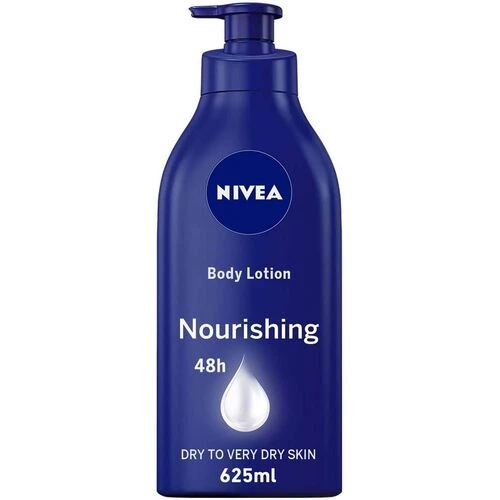 NIVEA
Body Lotion
Nourishing
48h
DRY TO VERY DRY SKIN
625ml